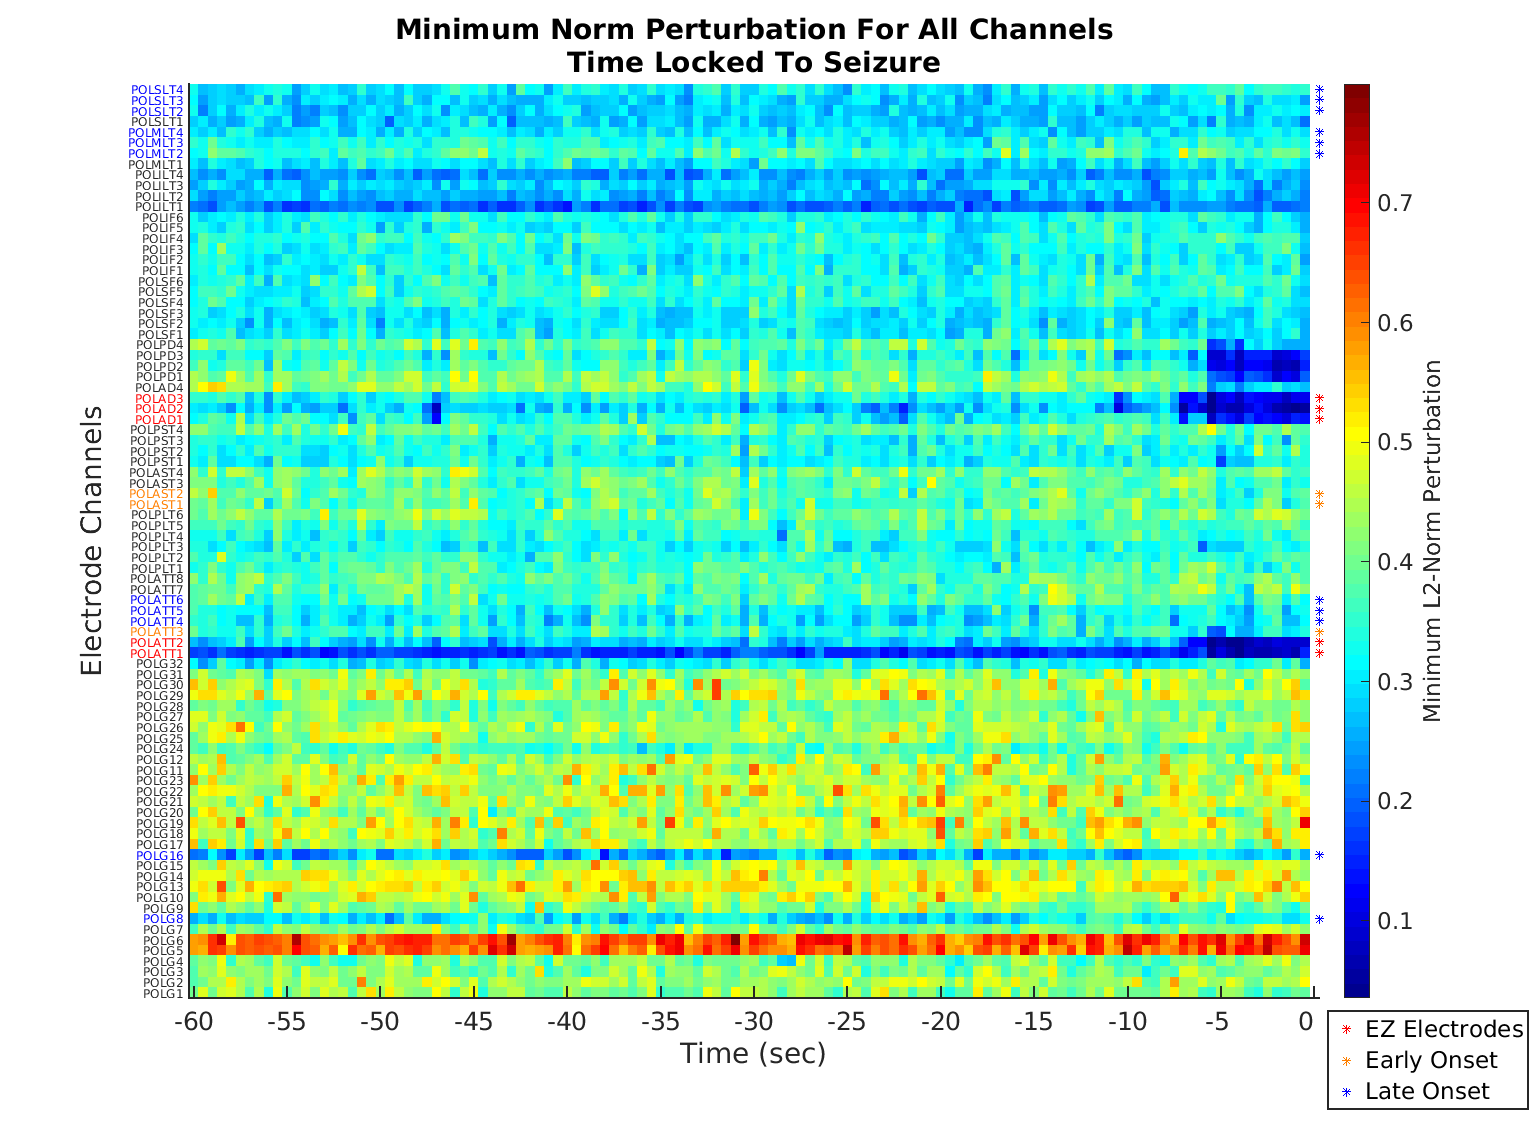 Minimum Norm Perturbation For All Channels
Time Locked To Seizure
Electrode Channels
POLSLT4
POLSLT3
POLSLT2
POLSLT1
POLMLT4
POLMLT3
POLMLT2
POLMLT1
POLILT4
POLILT3
POLILT2
POLILT1
POLIF6
POLIF5
POLIF4
POLIF3
POLIF2
POLIF1
POLSF6
POLSF5
POLSF4
POLSF3
POLSF2
POLSF1
POLPD4
POLPD3
POLPD2
POLPD1
POLAD4
POLAD3
POLAD2
POLAD1
POLPST4
POLPST3
POLPST2
POLPST1
POLAST4
POLAST3
POLAST2
POLAST1
POLPLT6
POLPLT5
POLPLT4
POLPLT3
POLPLT2
POLPLT1
POLATT8
POLATT7
POLATT6
POLATT5
POLATT4
POLATT3
POLATT2
POLATT1
POLG32
POLG31
POLG30
POLG29
POLG28
POLG27
POLG26
POLG25
POLG24
POLG12
POLG11
POLG23
POLG22
POLG21
POLG20
POLG19
POLG18
POLG17
POLG16
POLG15
POLG14
POLG13
POLG10
POLG9
POLG8
POLG7
POLG6
POLG5
POLG4
POLG3
POLG2
POLG1
-60 -55 -50 -45 -40 -35 -30 -25 -20 -15 -10 -5 0
Time (sec)
0.7
0.6
0.5
0.4
0.3
0.2
0.1
Minimum L2-Norm Perturbation
EZ Electrodes
Early Onset
Late Onset